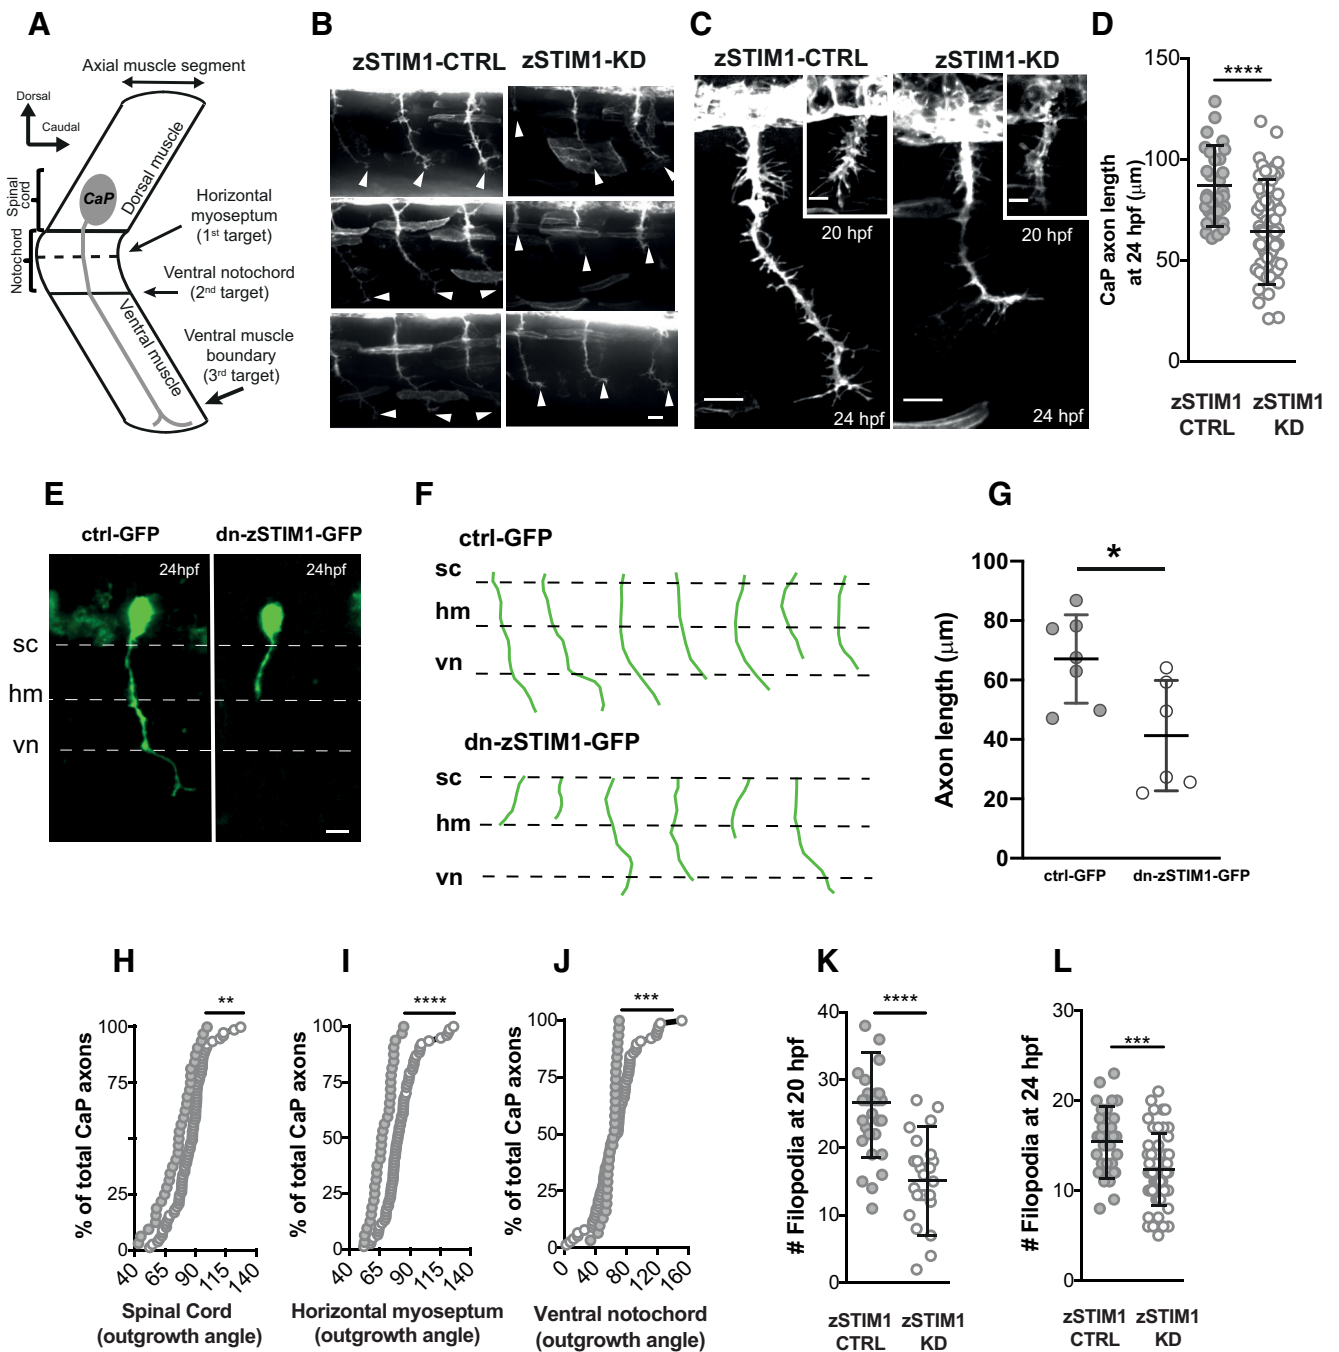 A
Axial muscle segment
Dorsal
Caudal
Spinal
cord
Notochord
CaP
Dorsal muscle
Ventral muscle
Horizontal
myoseptum
(1st target)
Ventral notochord
(2nd target)
Ventral muscle
boundary
(3rd target)
B
zSTIM1-CTRL
zSTIM1-KD
C
zSTIM1-CTRL
zSTIM1-KD
20 hpf
20 hpf
24 hpf
24 hpf
D
****
CaP axon length
at 24 hpf (μm)
150
100
50
0
zSTIM1 zSTIM1
CTRL KD
E
ctrl-GFP
dn-zSTIM1-GFP
24hpf
24hpf
sc
hm
vn
F
ctrl-GFP
sc
hm
vn
dn-zSTIM1-GFP
sc
hm
vn
G
*
Axon length (μm)
100
80
60
40
20
0
ctrl-GFP dn-zSTIM1-GFP
H
**
% of total CaP axons
100
75
25
0
40 65 90 115 140
Spinal Cord
(outgrowth angle)
I
****
% of total CaP axons
100
75
50
25
0
40 65 90 115 140
Horizontal myoseptum
(outgrowth angle)
J
***
% of total CaP axons
100
75
50
25
0
0 40 80 120 160
Ventral notochord
(outgrowth angle)
K
****
# Filopodia at 20 hpf
40
30
20
10
0
zSTIM1 zSTIM1
CTRL KD
L
***
# Filopodia at 24 hpf
30
20
10
0
zSTIM1 zSTIM1
CTRL KD